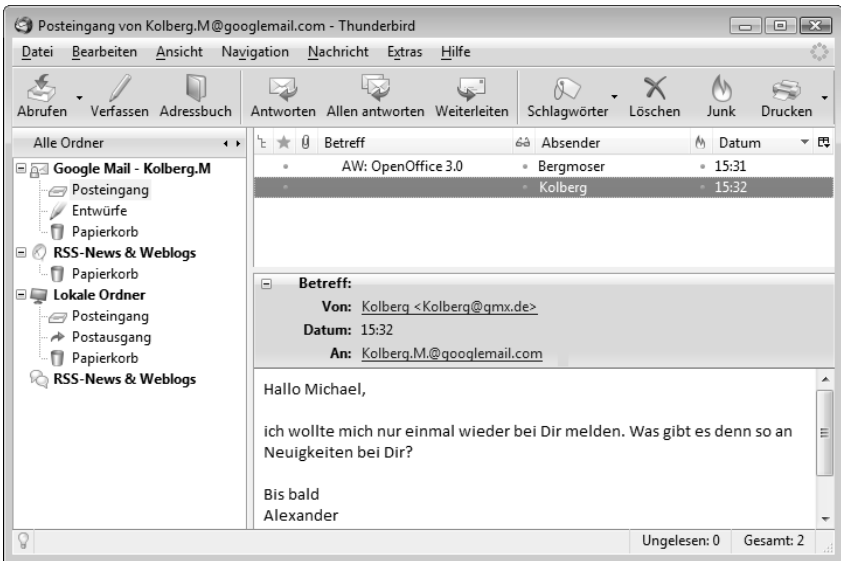 Posteingang von Kolberg.M@googlemail.com - Thunderbird
Datei Bearbeiten Ansicht Navigation Nachricht Extras Hilfe
Abrufen Verfassen Adressbuch Antworten Allen antworten Weiterleiten Schlagwörter Löschen Junk Drucken
Alle Ordner
Google Mail - Kolberg.M
Posteingang
Entwürfe
Papierkorb
RSS-News & Weblogs
Papierkorb
Lokale Ordner
Posteingang
Postausgang
Papierkorb
RSS-News & Weblogs
Betreff Absender Datum
AW: OpenOffice 3.0 Bergmoser 15:31
Kolberg 15:32
Betreff:
Von: Kolberg <Kolberg@gmx.de>
Datum: 15:32
An: Kolberg.M.@googlemail.com
Hallo Michael,
ich wollte mich nur einmal wieder bei Dir melden. Was gibt es denn so an
Neuigkeiten bei Dir?
Bis bald
Alexander
Ungelesen: 0 Gesamt: 2